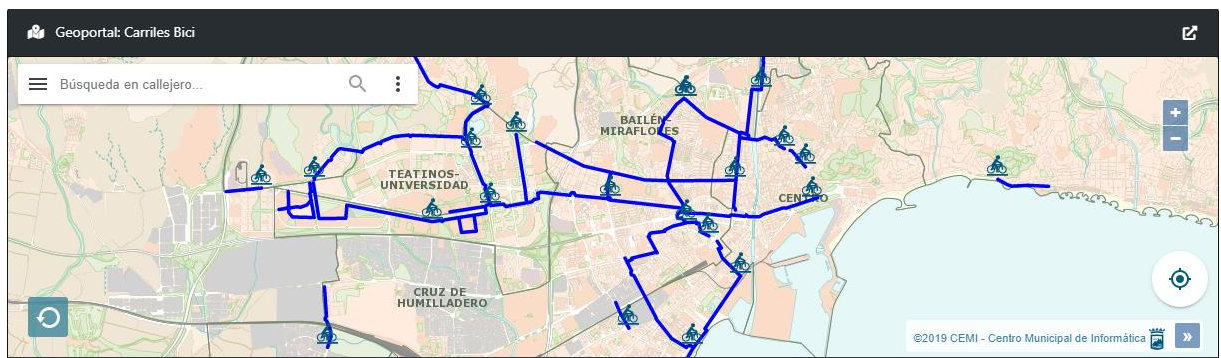 Geoportal: Carriles Bici
Búsqueda en callejero...
BAILÉN-
MIRAFLORES
TEATINOS-
UNIVERSIDAD
CENTRO
CRUZ DE
HUMILLADERO
©2019 CEMI - Centro Municipal de Informática